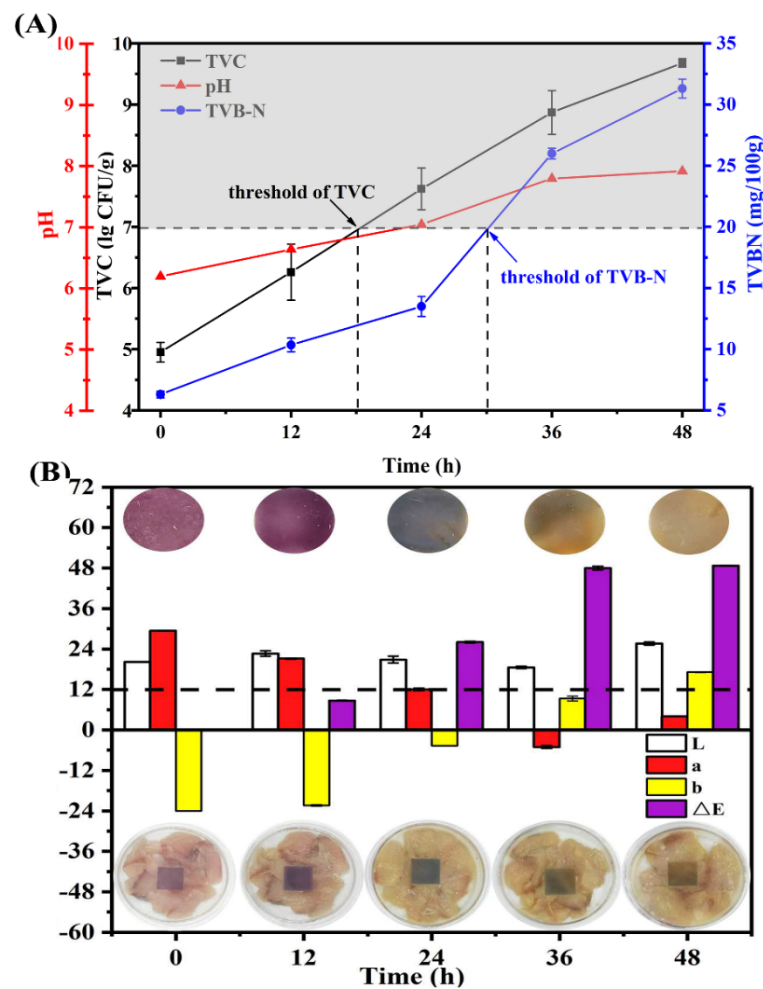 (A)
10
9
8
7
6
5
4
pH
10
9
8
7
6
5
4
TVC (lg CFU/g)
TVC
pH
TVB-N
threshold of TVC
threshold of TVB-N
35
30
25
20
15
10
5
TVBN (mg/100g)
0 12 24 36 48
Time (h)
(B)
72
60
48
36
24
12
0
-12
-24
-36
-48
-60
L
a
b
△E
0 12 24 36 48
Time (h)